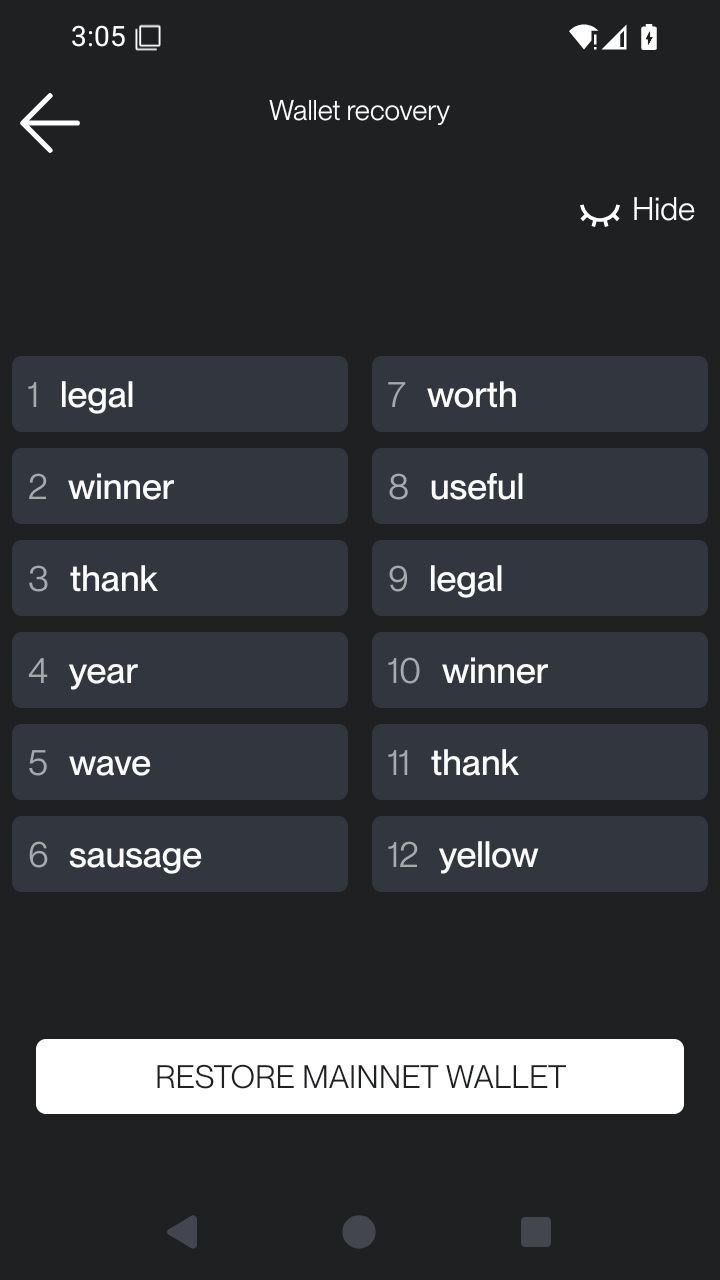 3:05
Wallet recovery
Hide
1 legal
2 winner
3 thank
4 year
5 wave
6 sausage
7 worth
8 useful
9 legal
10 winner
11 thank
12 yellow
RESTORE MAINNET WALLET